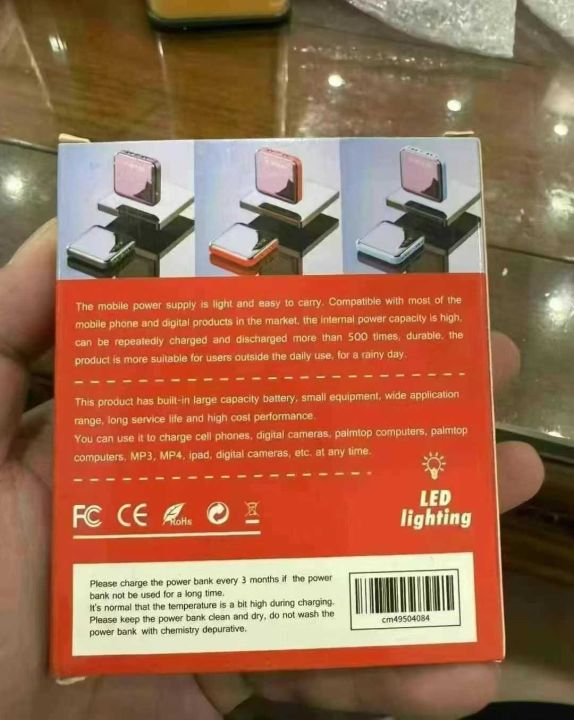 The mobile power supply is light and easy to carry. Compatible with most of the
mobile phone and digital products in the market, the internal power capacity is high,
can be repeatedly charged and discharged more than 500 times, durable, the
product is more suitable for users outside the daily use, for a rainy day.
This product has built-in large capacity battery, small equipment, wide application
range, long service life and high cost performance.
You can use it to charge cell phones, digital cameras, palmtop computers, palmtop
computers, MP3, MP4, ipad, digital cameras, etc. at any time.
FC CE RoHs
LED
lighting
Please charge the power bank every 3 months if the power
bank not be used for a long time.
It's normal that the temperature is a bit high during charging.
Please keep the power bank clean and dry, do not wash the
power bank with chemistry depurative.
cm49504084